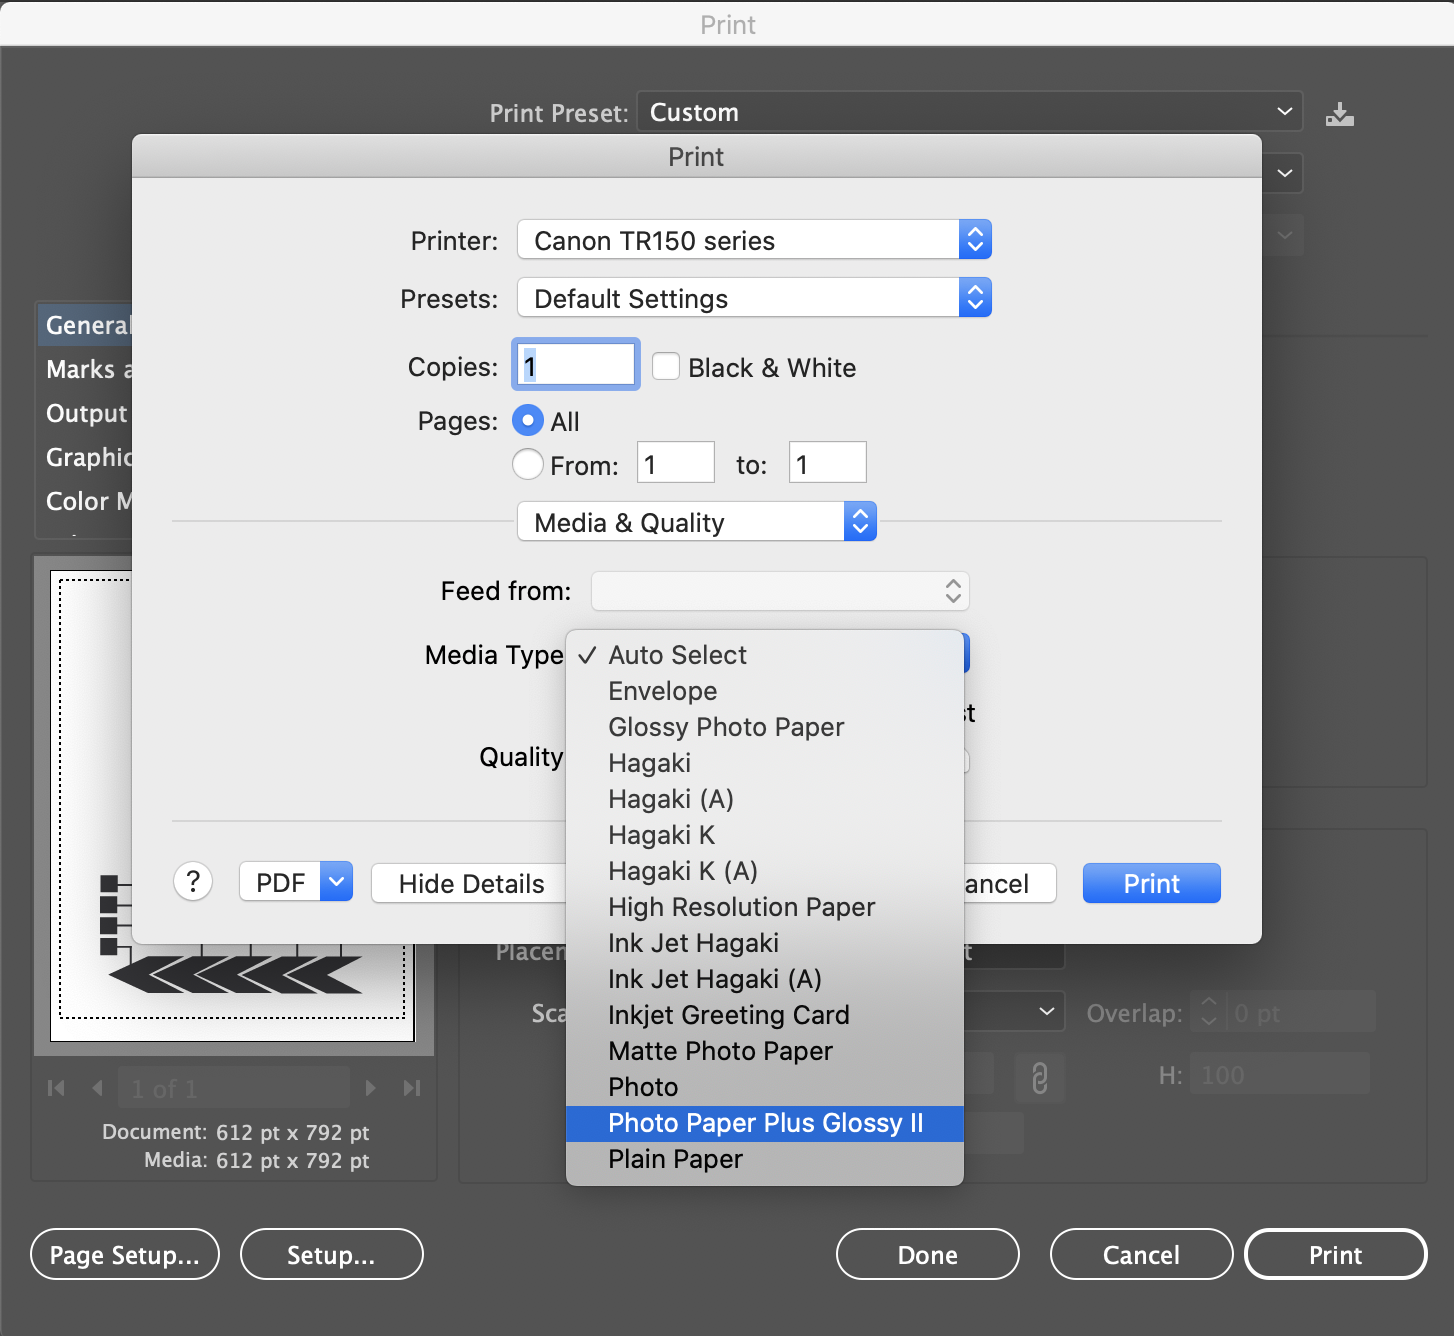 Print
Print Preset: Custom
Print
Printer: Canon TR150 series
Presets: Default Settings
General
Copies: 1 Black & White
Marks a
Output
Pages: All
Graphic
From: 1 to: 1
Color M
Media & Quality
Feed from:
Media Type
✓ Auto Select
Envelope
Glossy Photo Paper
st
Quality
Hagaki
Hagaki (A)
Hagaki K
Hagaki K (A)
? PDF Hide Details
ancel Print
High Resolution Paper
Ink Jet Hagaki
Placen
t
Ink Jet Hagaki (A)
Inkjet Greeting Card
Sca
Overlap: 0 pt
Matte Photo Paper
Photo
H: 100
1 of 1
Photo Paper Plus Glossy II
Plain Paper
Document: 612 pt x 792 pt
Media: 612 pt x 792 pt
Page Setup... Setup... Done Cancel Print